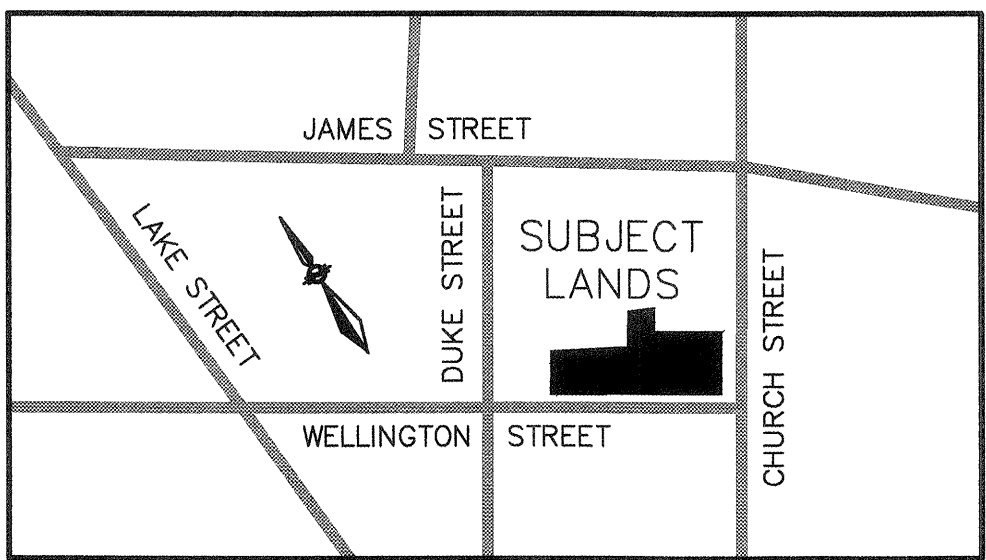 JAMES STREET
LAKE STREET
DUKE STREET
SUBJECT
LANDS
CHURCH STREET
WELLINGTON STREET